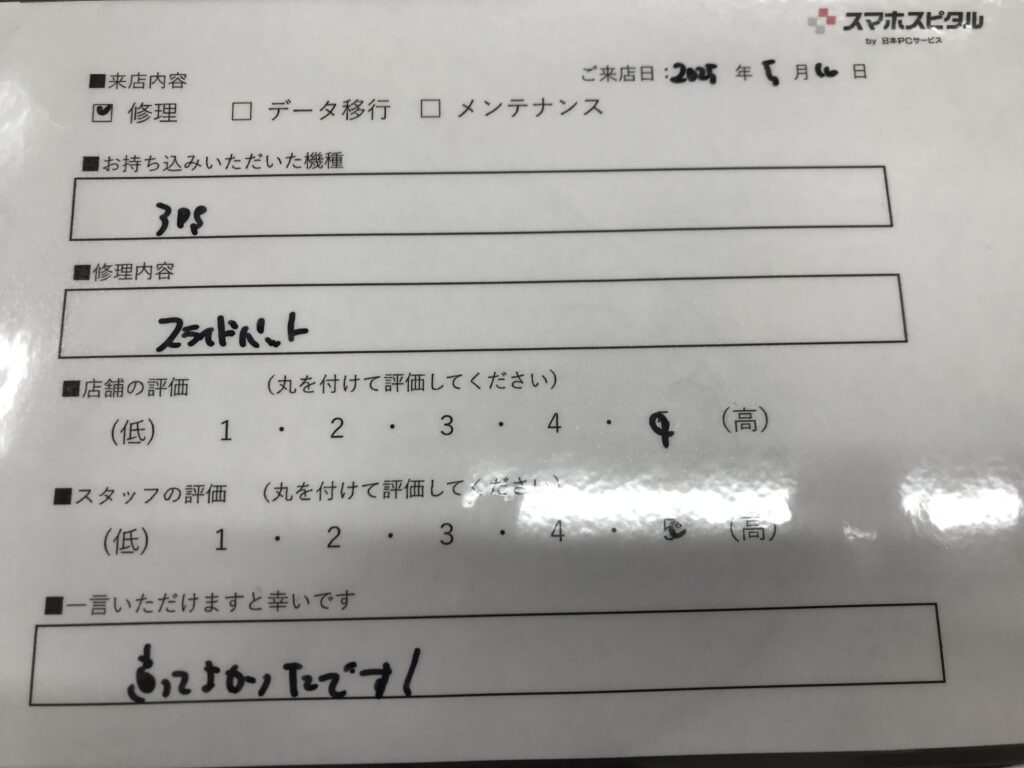 スマホスピタル
by 日本PCサービス
ご来店日:2025 年 5 月 日
■来店内容
☑ 修理 □ データ移行 □ メンテナンス
■お持ち込みいただいた機種
3DS
■修理内容
スライドパット
■店舗の評価 (丸を付けて評価してください)
(低) 1 ・ 2 ・ 3 ・ 4 ・ (高)
■スタッフの評価 (丸を付けて評価してください)
(低) 1 ・ 2 ・ 3 ・ 4 ・ 5 (高)
■一言いただけますと幸いです
よかったです!